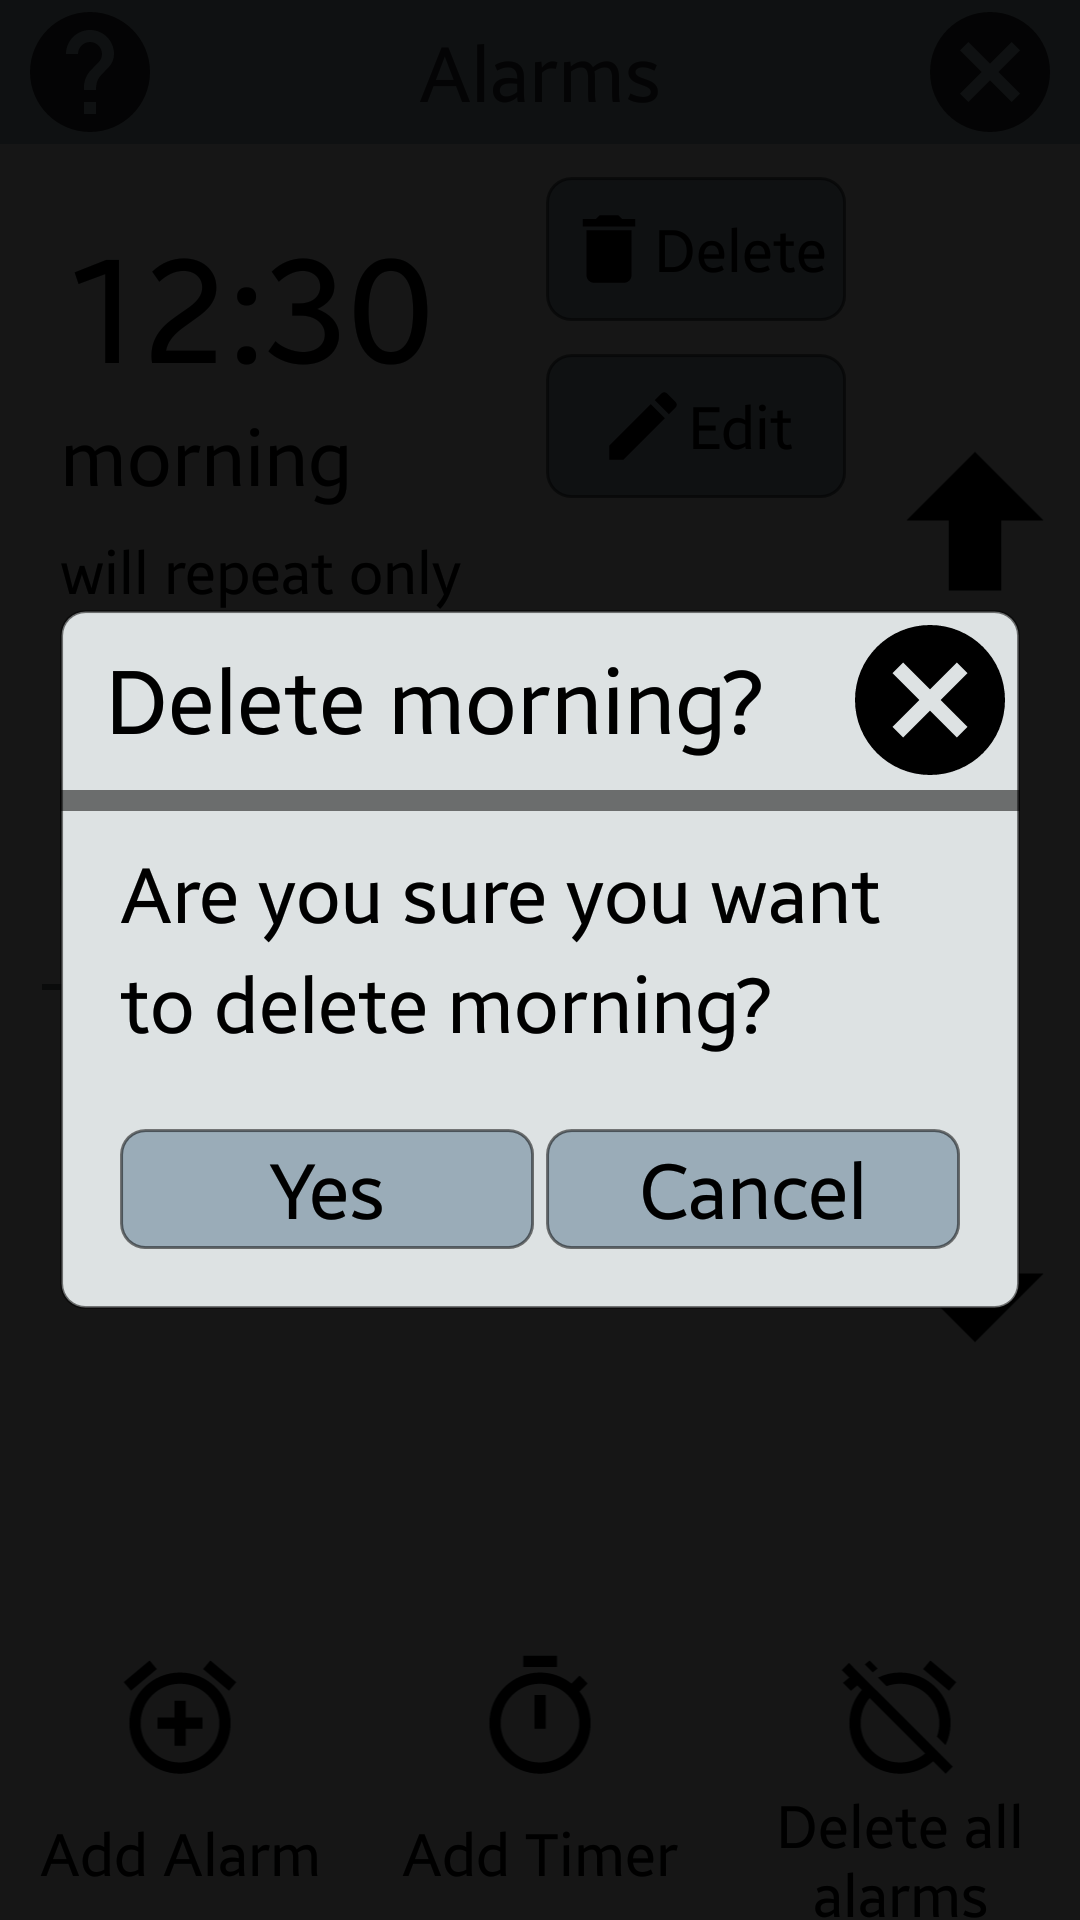 Alarms
12:30
Delete
Edit
morning
will repeat only
Delete morning?
Are you sure you want
to delete morning?
Yes
Cancel
Add Alarm
Add Timer
Delete all
alarms